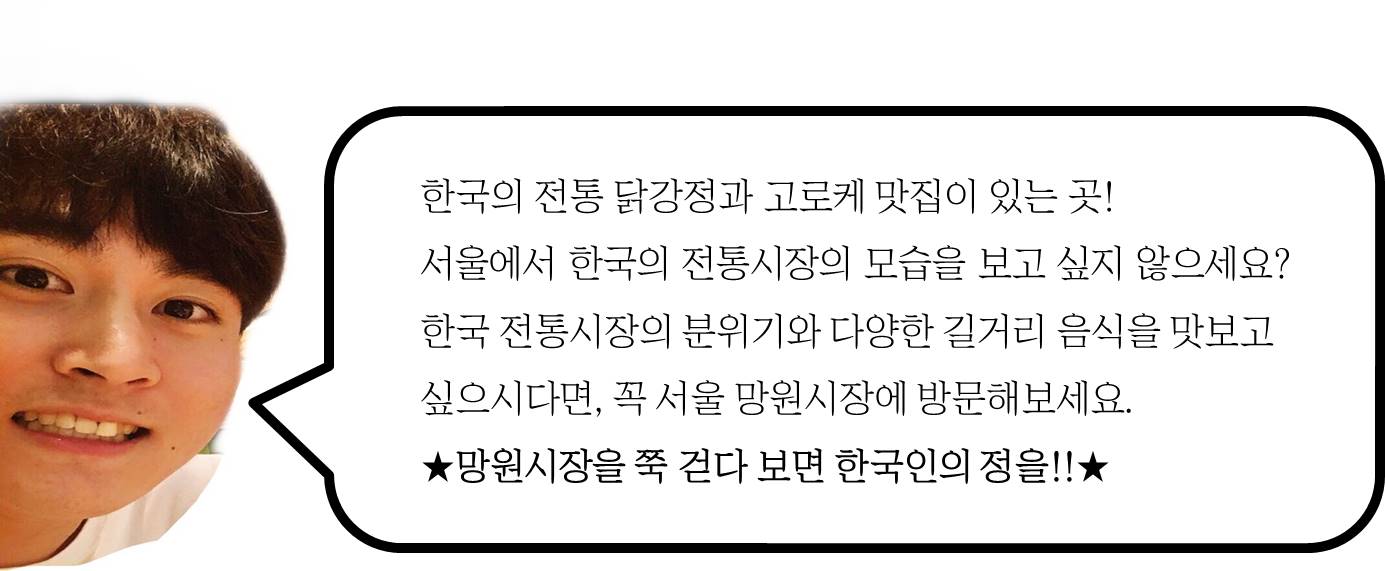 한국의 전통 닭강정과 고로케 맛집이 있는 곳!
서울에서 한국의 전통시장의 모습을 보고 싶지 않으세요?
한국 전통시장의 분위기와 다양한 길거리 음식을 맛보고
싶으시다면, 꼭 서울 망원시장에 방문해보세요.
★망원시장을 쭉 걷다 보면 한국인의 정을!!★